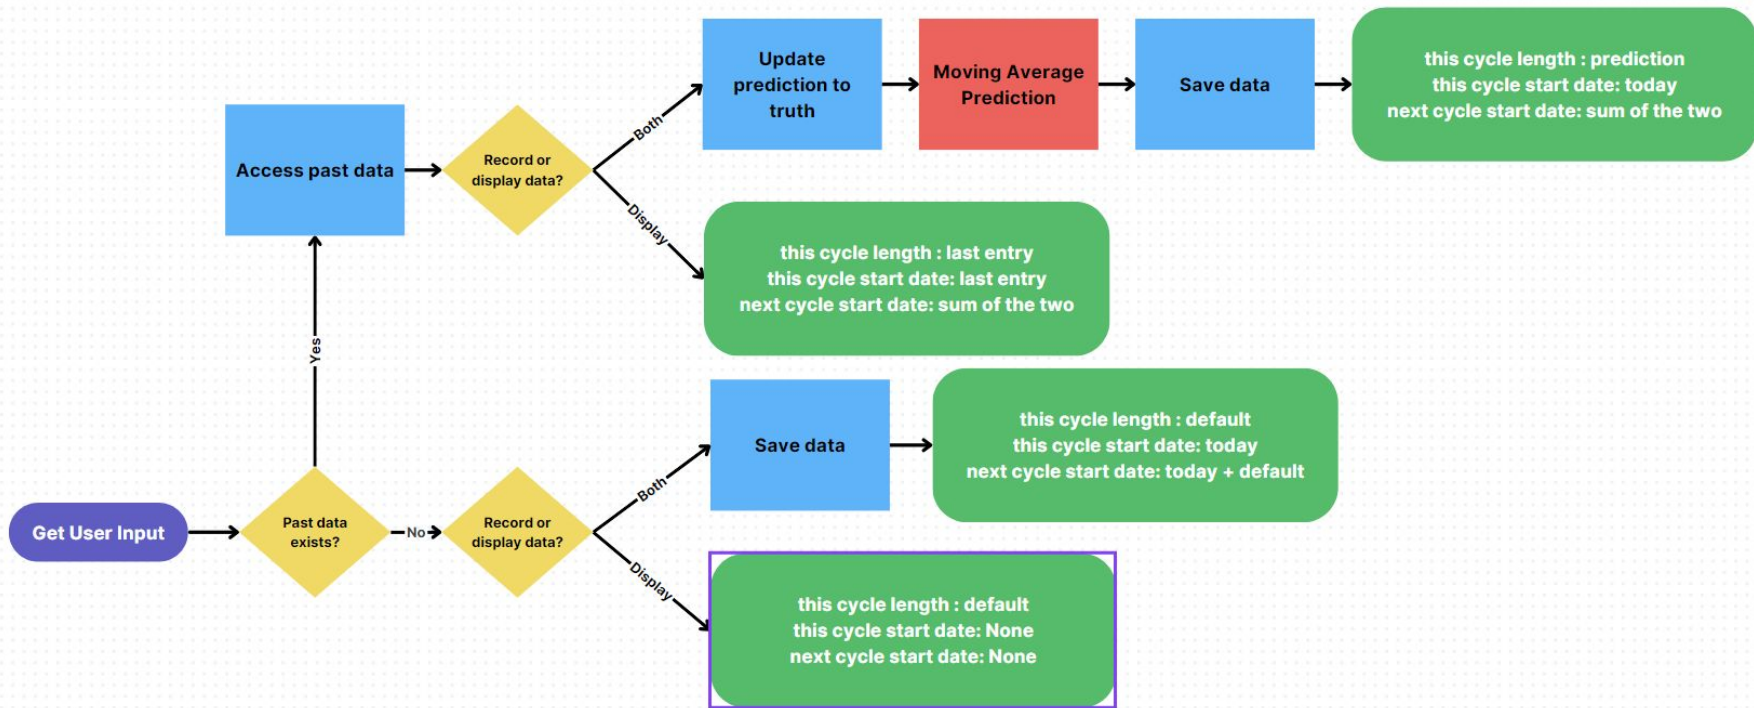 Update
prediction to
truth
Moving Average
Prediction
Save data
this cycle length : prediction
this cycle start date: today
next cycle start date: sum of the two
Both
Access past data
Record or
display data?
Display
this cycle length : last entry
this cycle start date: last entry
next cycle start date: sum of the two
Yes
Save data
this cycle length : default
this cycle start date: today
next cycle start date: today + default
Both
Get User Input
Past data
exists?
No
Record or
display data?
Display
this cycle length : default
this cycle start date: None
next cycle start date: None